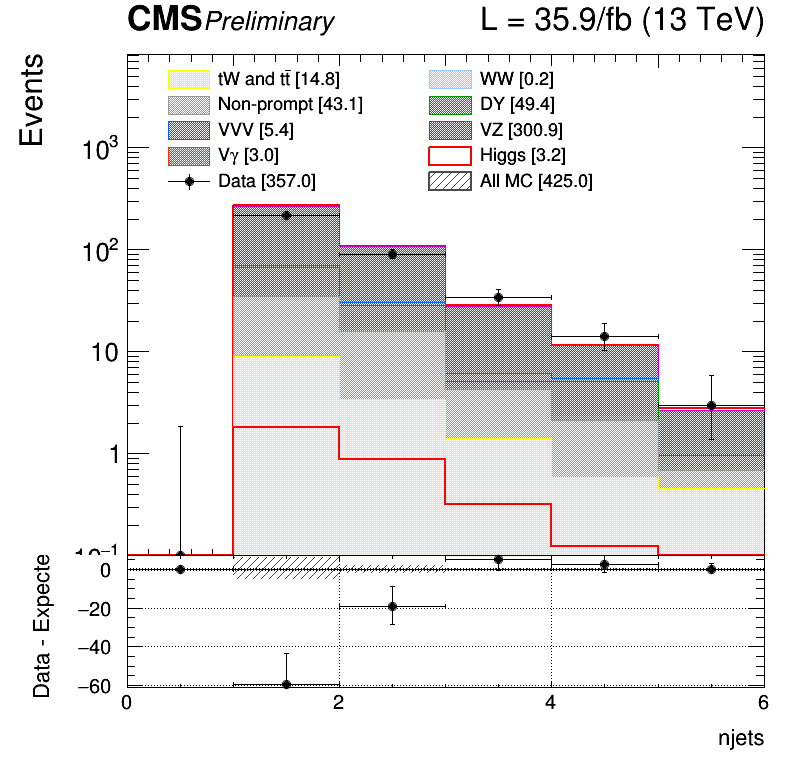 CMS Preliminary L = 35.9/fb (13 TeV)
Events
tW and tt̄ [14.8] WW [0.2]
Non-prompt [43.1] DY [49.4]
VVV [5.4] VZ [300.9]
Vγ [3.0] Higgs [3.2]
Data [357.0] All MC [425.0]
10³
10²
10
1
10⁻¹
Data - Expecte
0
−20
−40
−60
0 2 4 6
njets